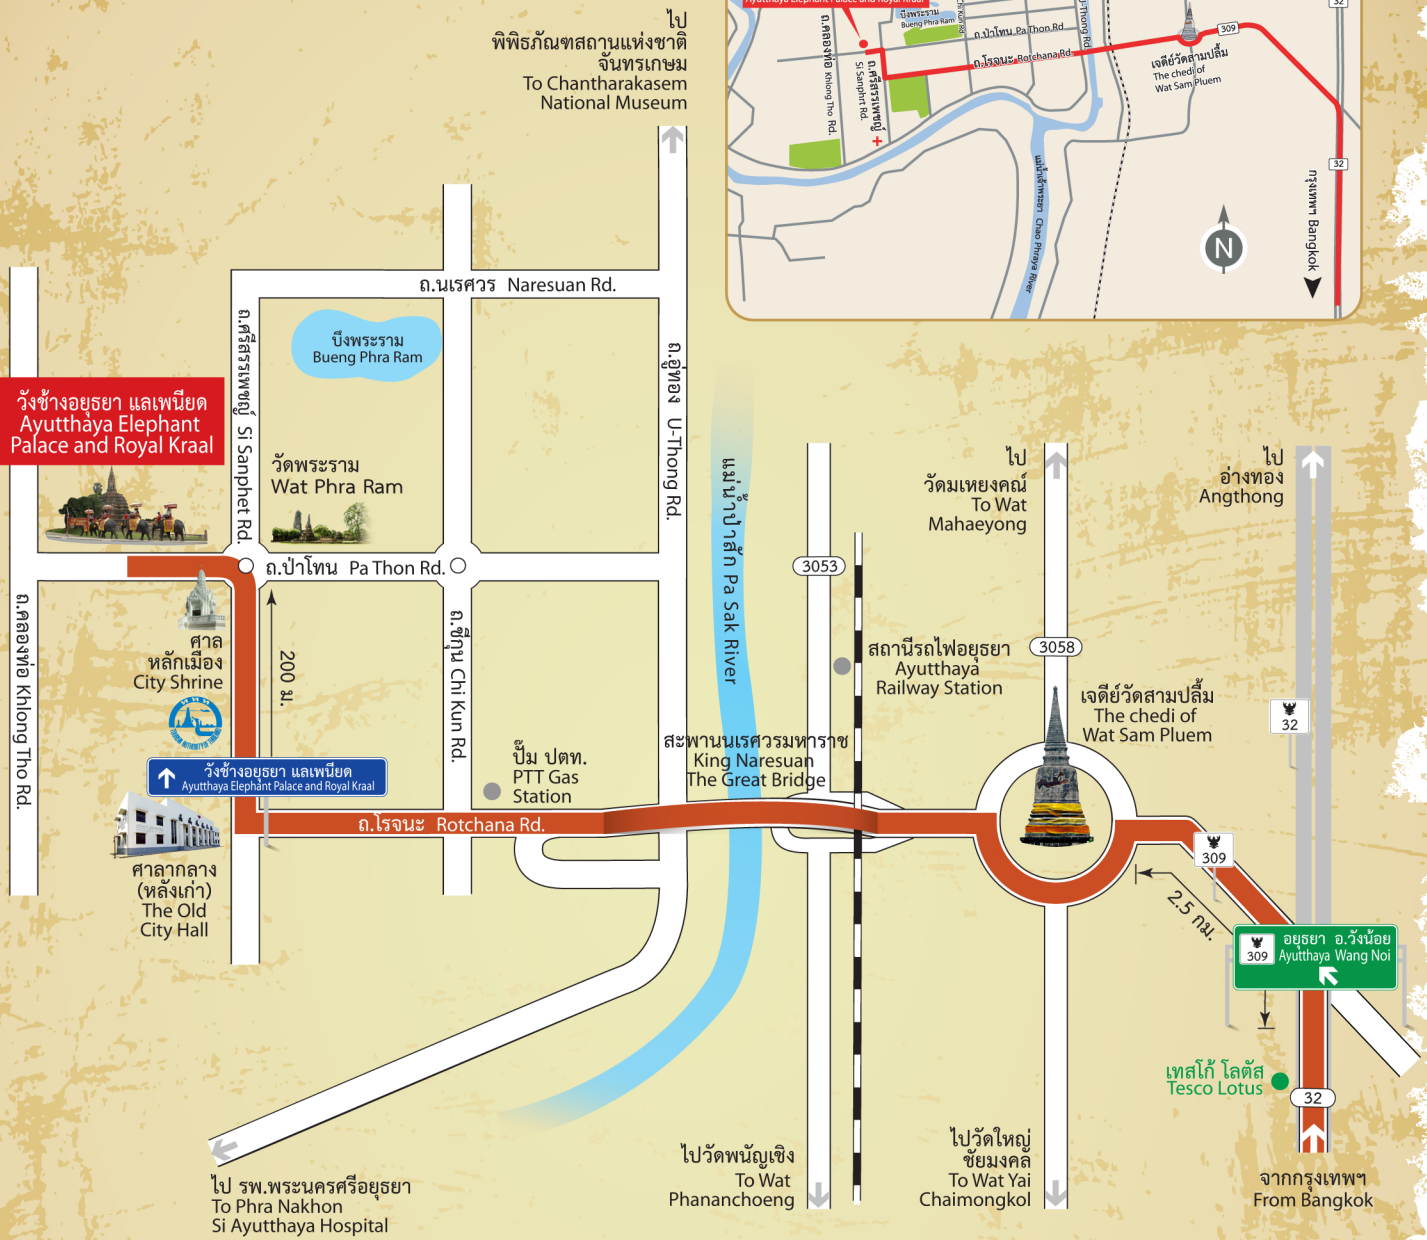 ไป
พิพิธภัณฑสถานแห่งชาติ
จันทรเกษม
To Chantharakasem
National Museum
Ayutthaya Elephant Palace and Royal Kraal
บึงพระราม
Bueng Phra Ram
ถ.ป่าโทน Pa Thon Rd
ถ.โรจนะ Rotchana Rd.
ถ.คลองท่อ Khlong Tho Rd.
ถ.ศรีสรรเพชญ์
Si Sanphrt Rd.
เจดีย์วัดสามปลื้ม
The chedi of
Wat Sam Pluem
309
32
32
แม่น้ำเจ้าพระยา Chao Phraya River
N
กรุงเทพฯ Bangkok
ถ.นเรศวร Naresuan Rd.
บึงพระราม
Bueng Phra Ram
ถ.ศรีสรรเพชญ์ Si Sanphet Rd.
ถ.อู่ทอง U-Thong Rd.
วังช้างอยุธยา แลเพนียด
Ayutthaya Elephant
Palace and Royal Kraal
วัดพระราม
Wat Phra Ram
แม่น้ำป่าสัก Pa Sak River
ไป
วัดมเหยงคณ์
To Wat
Mahaeyong
ไป
อ่างทอง
Angthong
ถ.ป่าโทน Pa Thon Rd.
3053
ถ.คลองท่อ Khlong Tho Rd.
ศาล
หลักเมือง
City Shrine
200 ม.
ถ.ชีกุน Chi Kun Rd.
สถานีรถไฟอยุธยา
Ayutthaya
Railway Station
3058
เจดีย์วัดสามปลื้ม
The chedi of
Wat Sam Pluem
32
สะพานนเรศวรมหาราช
King Naresuan
The Great Bridge
ปั๊ม ปตท.
PTT Gas
Station
วังช้างอยุธยา แลเพนียด
Ayutthaya Elephant Palace and Royal Kraal
ถ.โรจนะ Rotchana Rd.
309
ศาลากลาง
(หลังเก่า)
The Old
City Hall
2.5 กม.
309
อยุธยา อ.วังน้อย
Ayutthaya Wang Noi
เทสโก้ โลตัส
Tesco Lotus
32
ไปวัดพนัญเชิง
To Wat
Phananchoeng
ไปวัดใหญ่
ชัยมงคล
To Wat Yai
Chaimongkol
จากกรุงเทพฯ
From Bangkok
ไป รพ.พระนครศรีอยุธยา
To Phra Nakhon
Si Ayutthaya Hospital